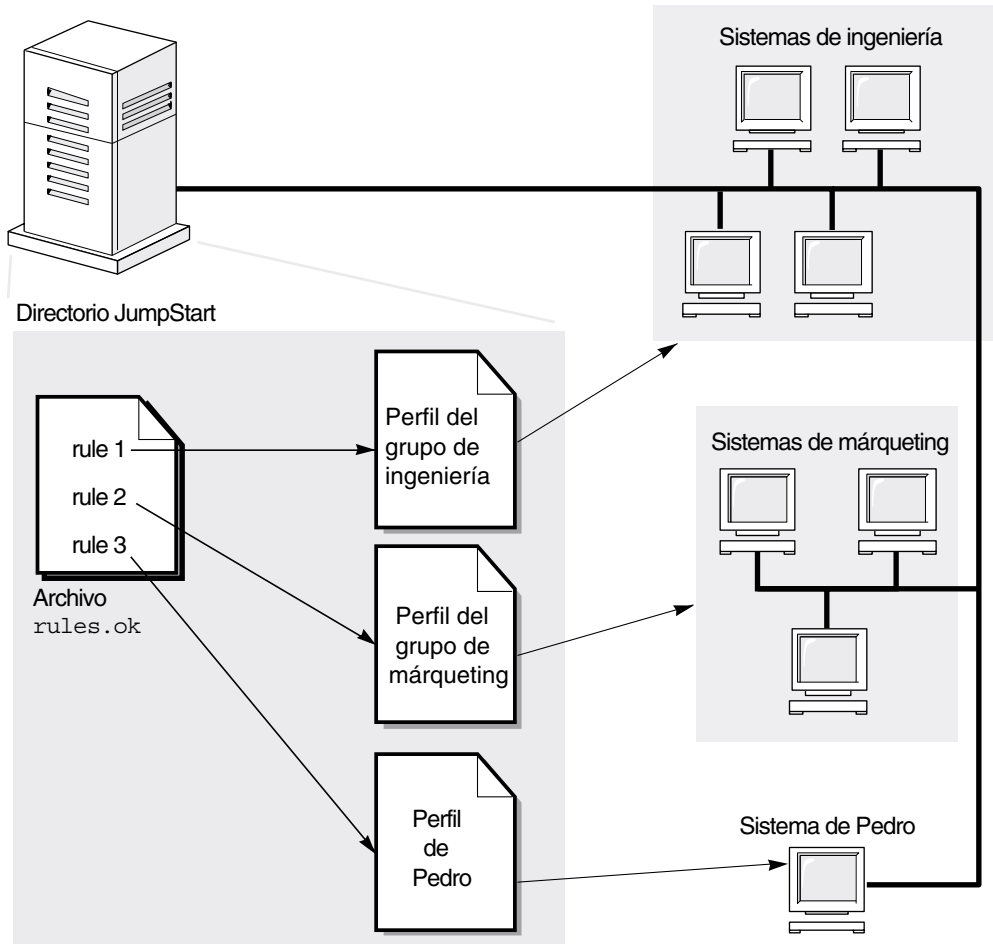 Sistemas de ingeniería
Directorio JumpStart
rule 1
rule 2
rule 3
Archivo
rules.ok
Perfil del
grupo de
ingeniería
Perfil del
grupo de
márqueting
Perfil
de
Pedro
Sistemas de márqueting
Sistema de Pedro